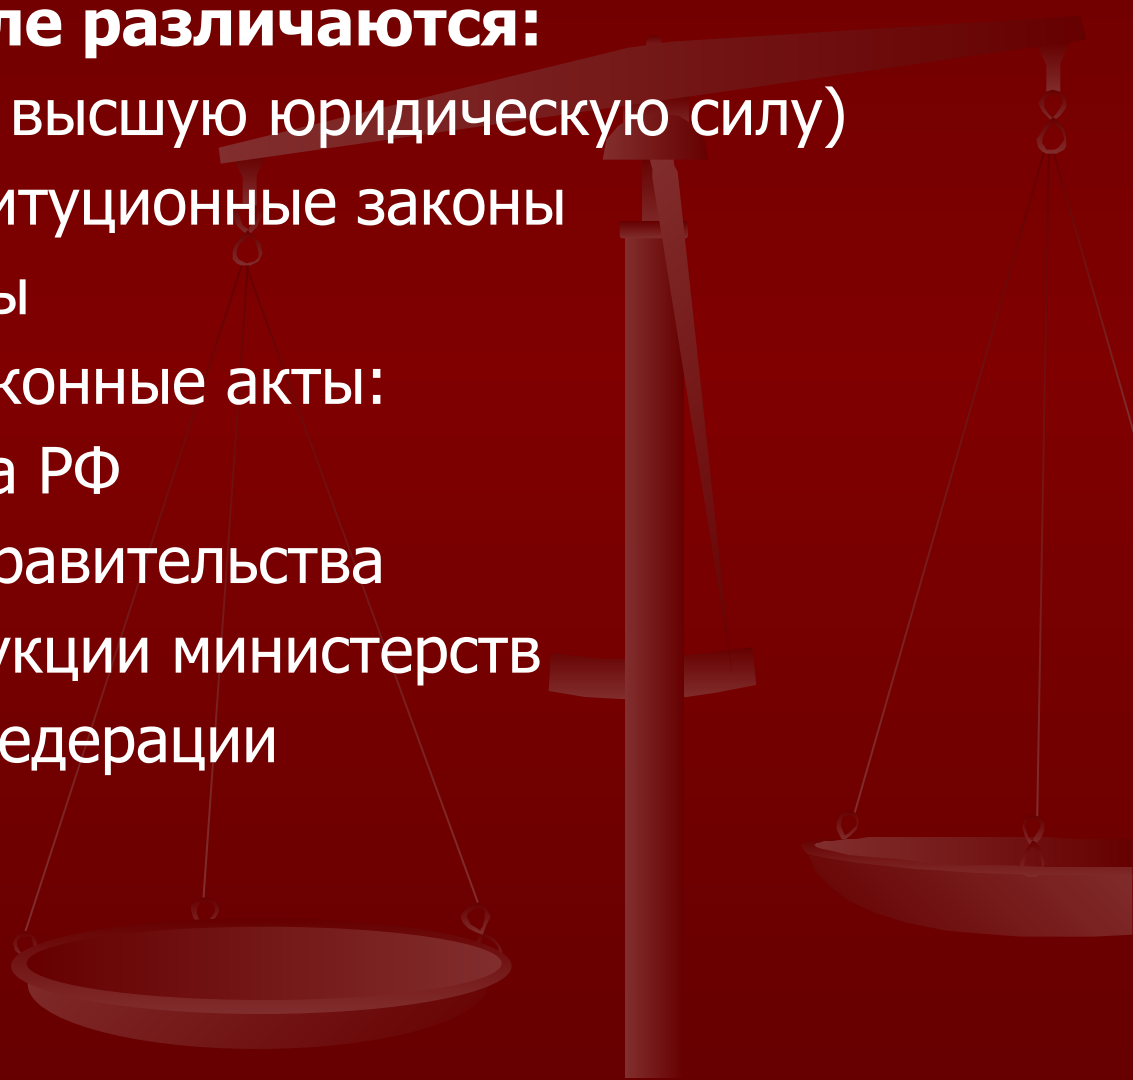 ле различаются:
высшую юридическую силу)
итуционные законы
ы
конные акты:
а РФ
равительства
укции министерств
едерации